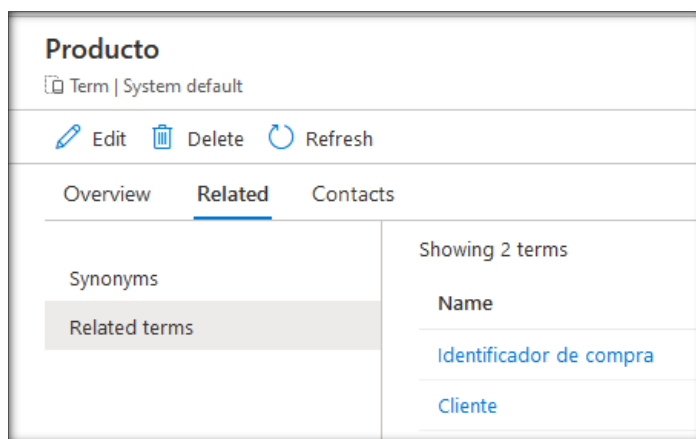 Producto
Term | System default
Edit Delete Refresh
Overview Related Contacts
Synonyms
Related terms
Showing 2 terms
Name
Identificador de compra
Cliente